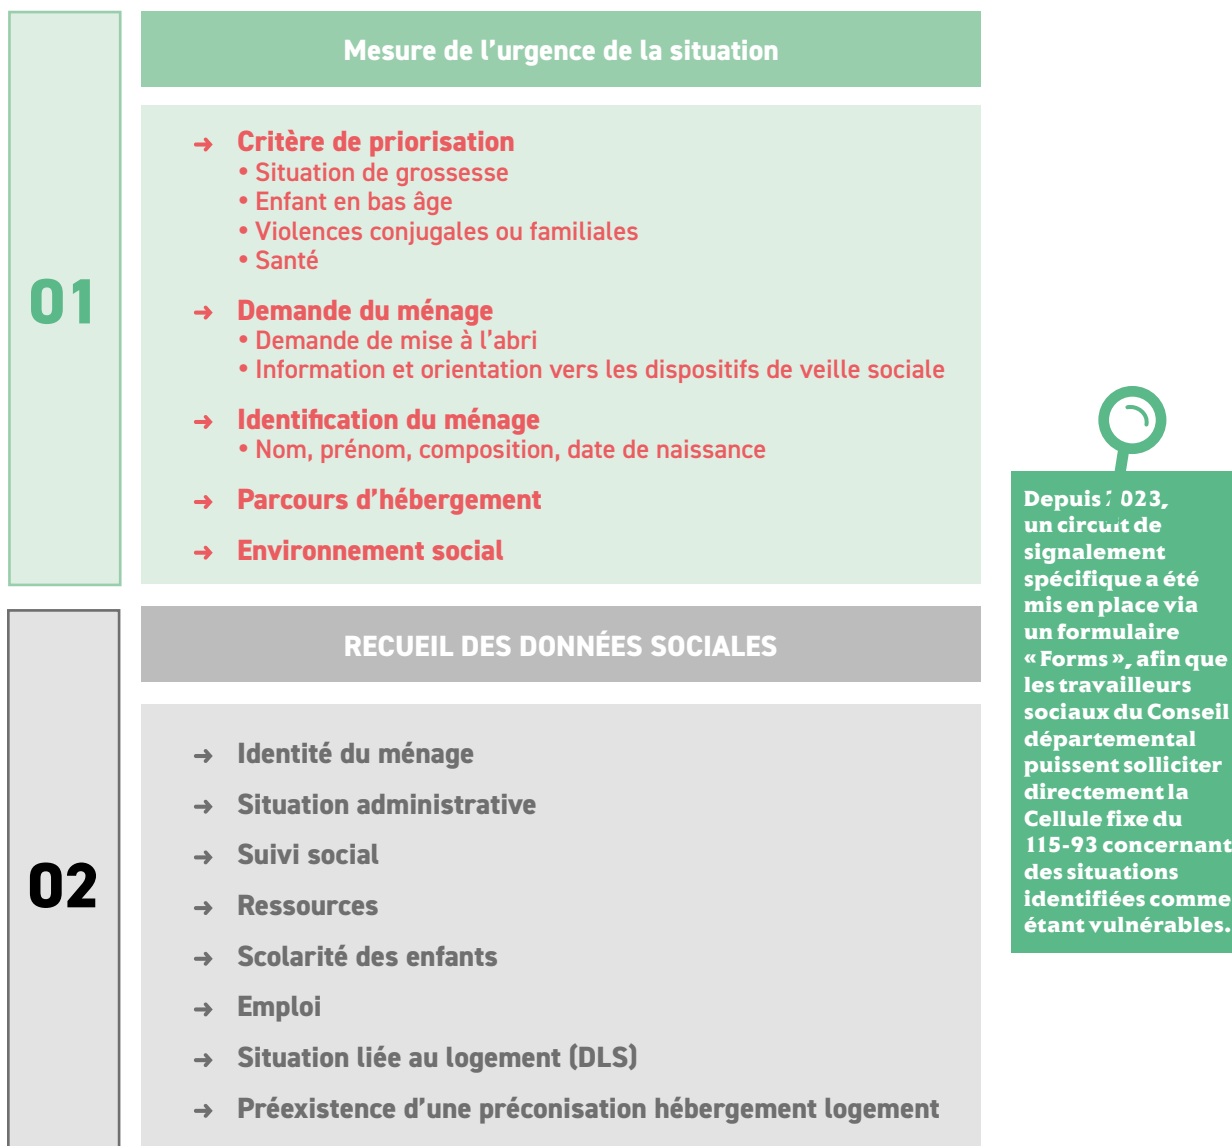 01
Mesure de l’urgence de la situation
➜ Critère de priorisation
• Situation de grossesse
• Enfant en bas âge
• Violences conjugales ou familiales
• Santé
➜ Demande du ménage
• Demande de mise à l’abri
• Information et orientation vers les dispositifs de veille sociale
➜ Identification du ménage
• Nom, prénom, composition, date de naissance
➜ Parcours d’hébergement
➜ Environnement social
02
RECUEIL DES DONNÉES SOCIALES
➜ Identité du ménage
➜ Situation administrative
➜ Suivi social
➜ Ressources
➜ Scolarité des enfants
➜ Emploi
➜ Situation liée au logement (DLS)
➜ Préexistence d’une préconisation hébergement logement
Depuis 2023,
un circuit de
signalement
spécifique a été
mis en place via
un formulaire
« Forms », afin que
les travailleurs
sociaux du Conseil
départemental
puissent solliciter
directement la
Cellule fixe du
115-93 concernant
des situations
identifiées comme
étant vulnérables.